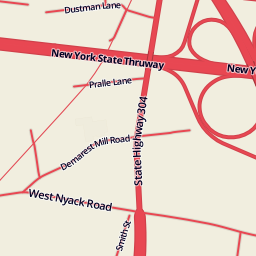 Dustman Lane
New York State Thruway
New Y
Pralle Lane
State Highway 304
Demarest Mill Road
West Nyack Road
Smith St